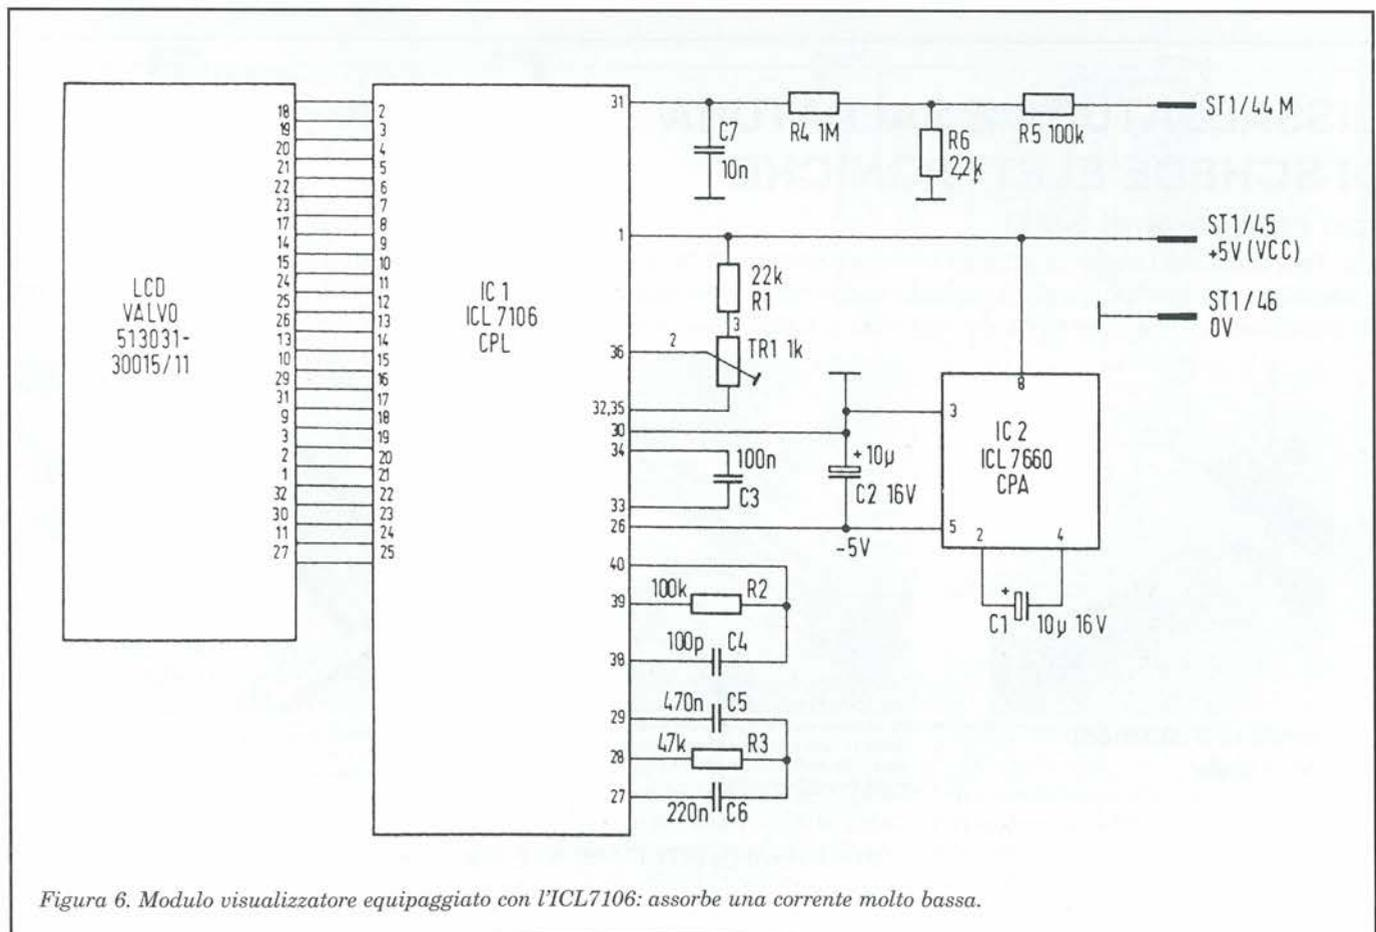 LCD
VALVO
513031-
30015/11
18
19
20
21
22
23
17
14
15
24
25
26
13
10
29
31
9
3
2
1
32
30
11
27
2
3
4
5
6
7
8
9
10
11
12
13
14
15
16
17
18
19
20
21
22
23
24
25
IC 1
ICL 7106
CPL
31
1
36
32,35
30
34
33
26
40
39
38
29
28
27
C7
10n
R4 1M
R6
2,2k
R5 100k
ST1/44 M
ST1/45
+5V (VCC)
ST1/46
0V
22k
R1
3
2
TR1 1k
100n
C3
+ 10µ
C2 16V
-5V
8
3
IC 2
ICL 7660
CPA
5
2
4
+
C1
10µ 16V
100k
R2
100p
C4
470n
C5
47k
R3
220n
C6
Figura 6. Modulo visualizzatore equipaggiato con l'ICL7106: assorbe una corrente molto bassa.